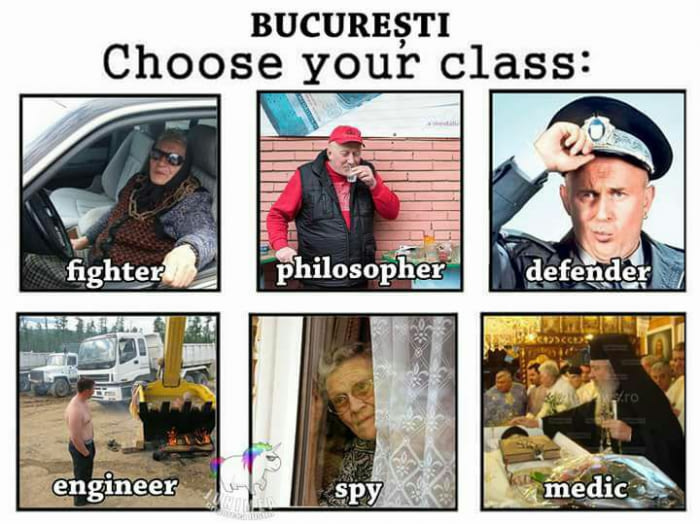 BUCUREȘTI
Choose your class:
fighter
philosopher
defender
engineer
spy
medic